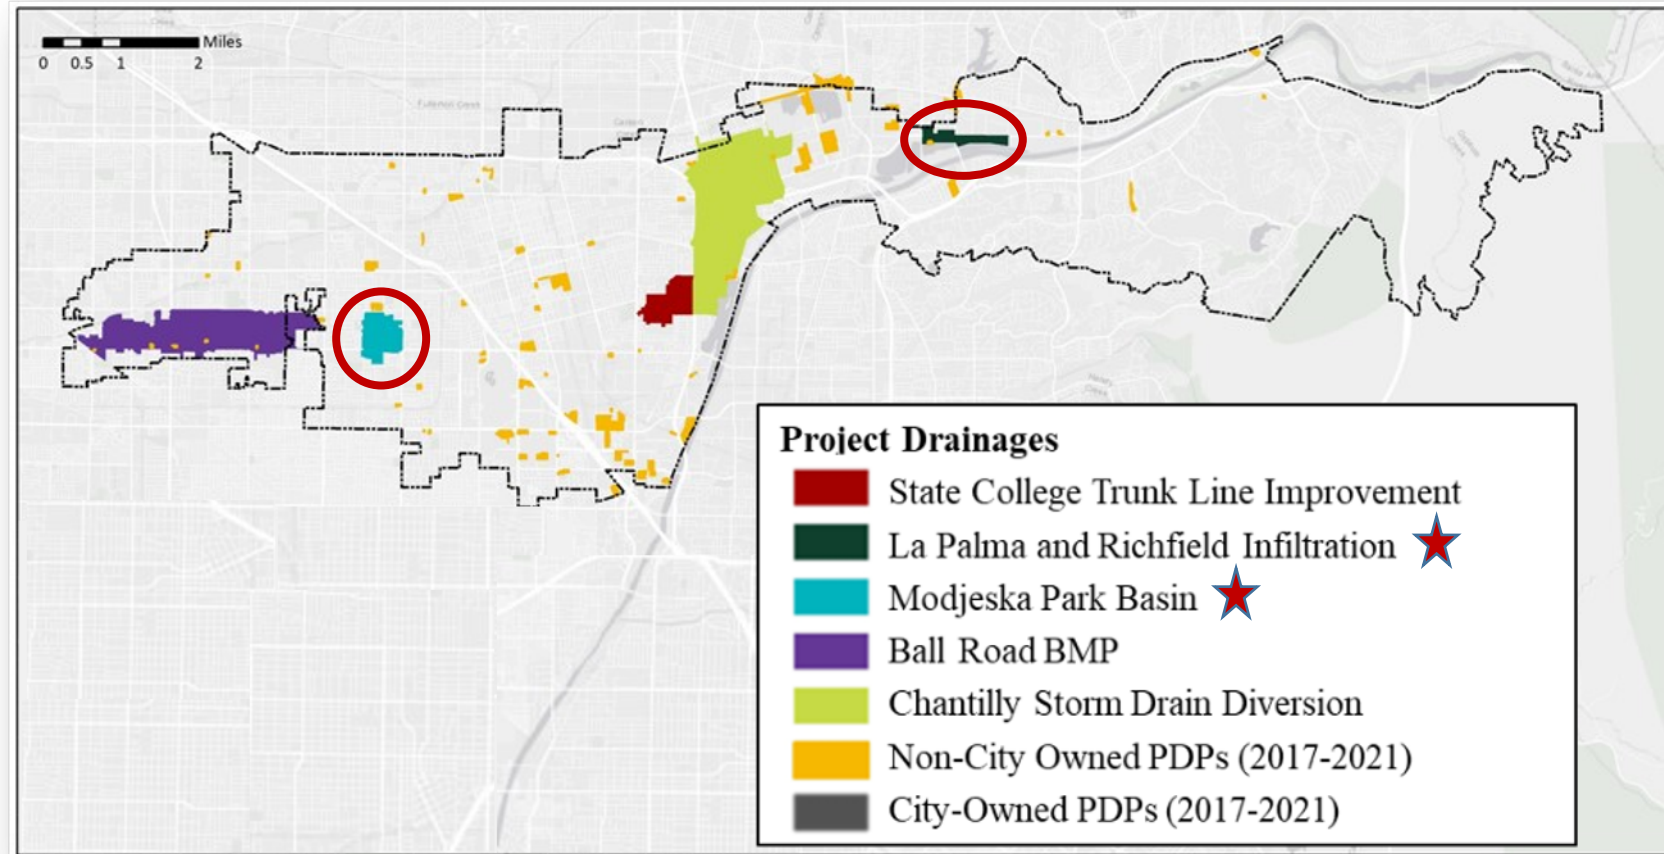 Miles
0 0.5 1 2
Fullerton Creek
Project Drainages
State College Trunk Line Improvement
La Palma and Richfield Infiltration
Modjeska Park Basin
Ball Road BMP
Chantilly Storm Drain Diversion
Non-City Owned PDPs (2017-2021)
City-Owned PDPs (2017-2021)